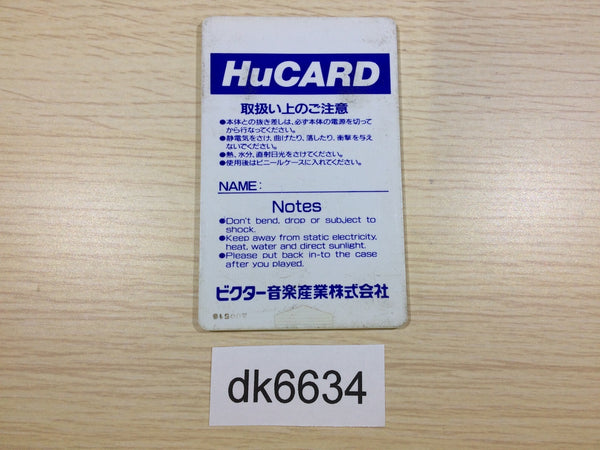 HuCARD
取扱い上のご注意
●本体との抜き差しは、必ず本体の電源を切って
から行なってください。
●静電気をさけ、曲げたり、落したり、衝撃を与え
ないでください。
●熱、水分、直射日光をさけてください。
●使用後はビニールケースに入れてください。
NAME:
Notes
●Don't bend, drop or subject to
shock.
●Keep away from static electricity,
heat, water and direct sunlight.
●Please put back in-to the case
after you played.
ビクター音楽産業株式会社
dk6634